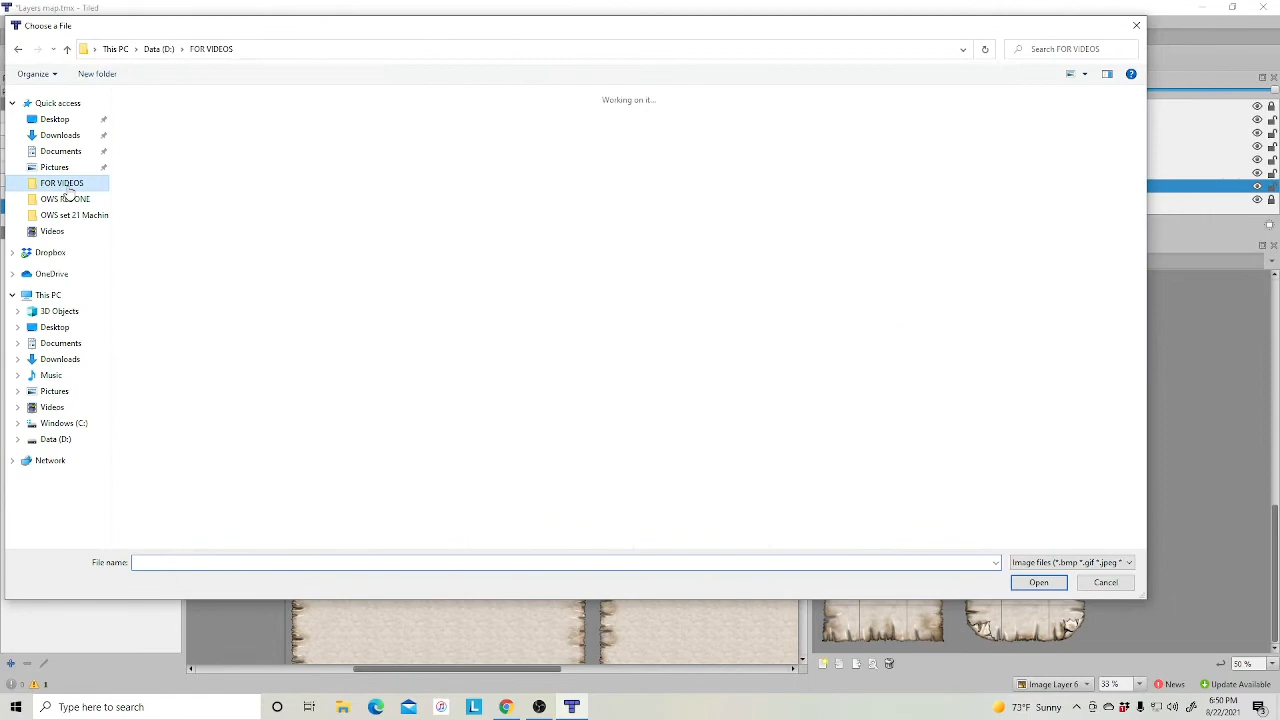 *Layers map.tmx - Tiled
Choose a File
This PC > Data (D:) > FOR VIDEOS
Search FOR VIDEOS
Organize
New folder
Working on it...
Quick access
Desktop
Downloads
Documents
Pictures
FOR VIDEOS
OWS
OWS set 21 Machin
Videos
Dropbox
OneDrive
This PC
3D Objects
Desktop
Documents
Downloads
Music
Pictures
Videos
Windows (C:)
Data (D:)
Network
File name:
Image files (*.bmp *.gif *.jpeg *
Open
Cancel
50 %
0 1
Image Layer 6
33 %
News
Update Available
Type here to search
73°F Sunny
6:50 PM
8/22/2021